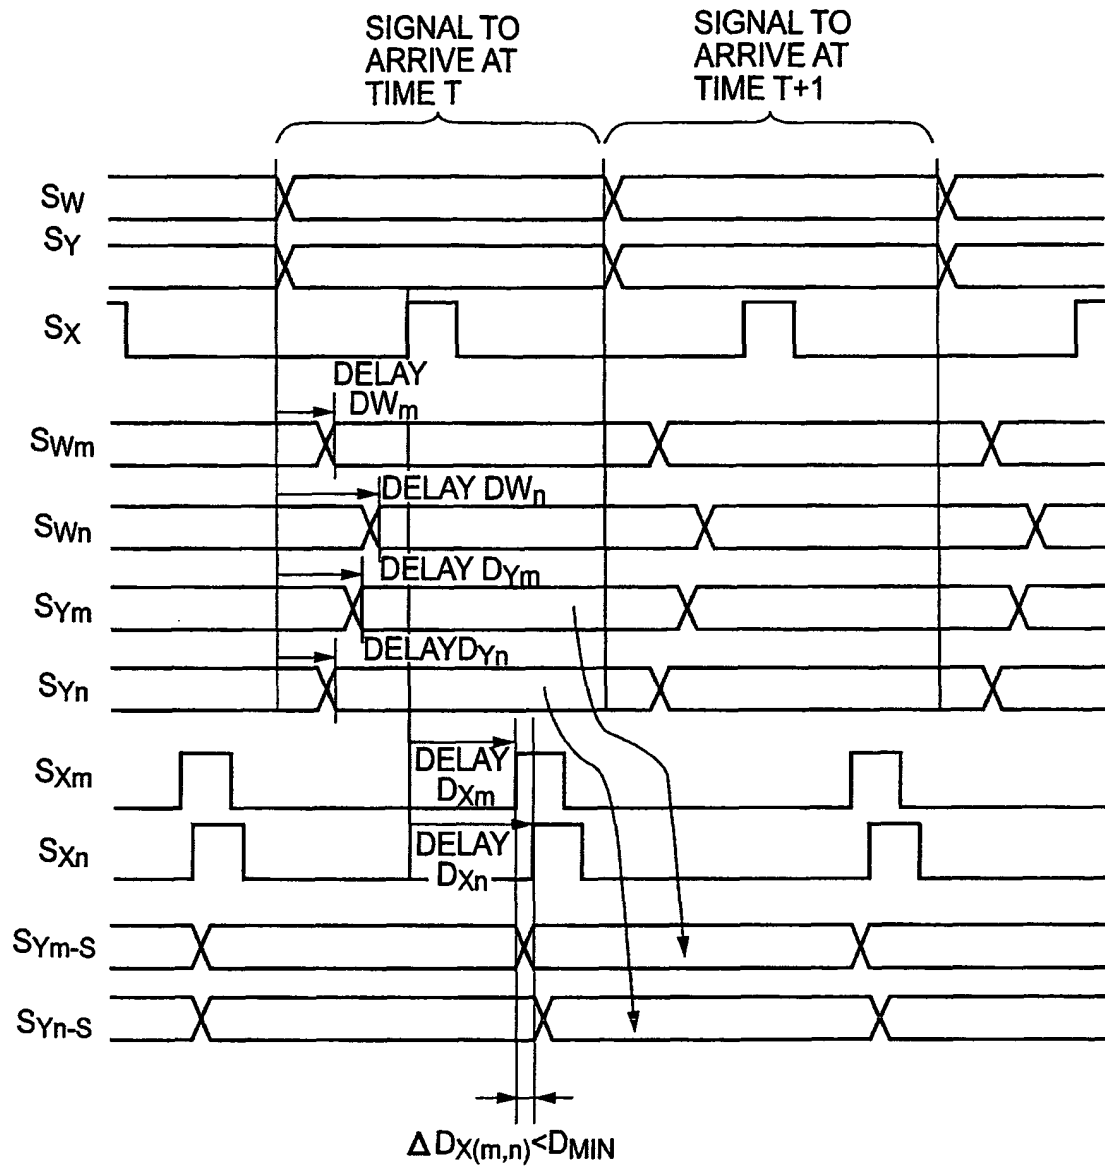 SIGNAL TO
ARRIVE AT
TIME T
SIGNAL TO
ARRIVE AT
TIME T+1
SW
SY
SX
DELAY
DWm
SWm
DELAY DWn
SWn
DELAY DYm
SYm
DELAYDYn
SYn
SXm
DELAY
DXm
SXn
DELAY
DXn
SYm-S
SYn-S
Δ DX(m,n)<DMIN